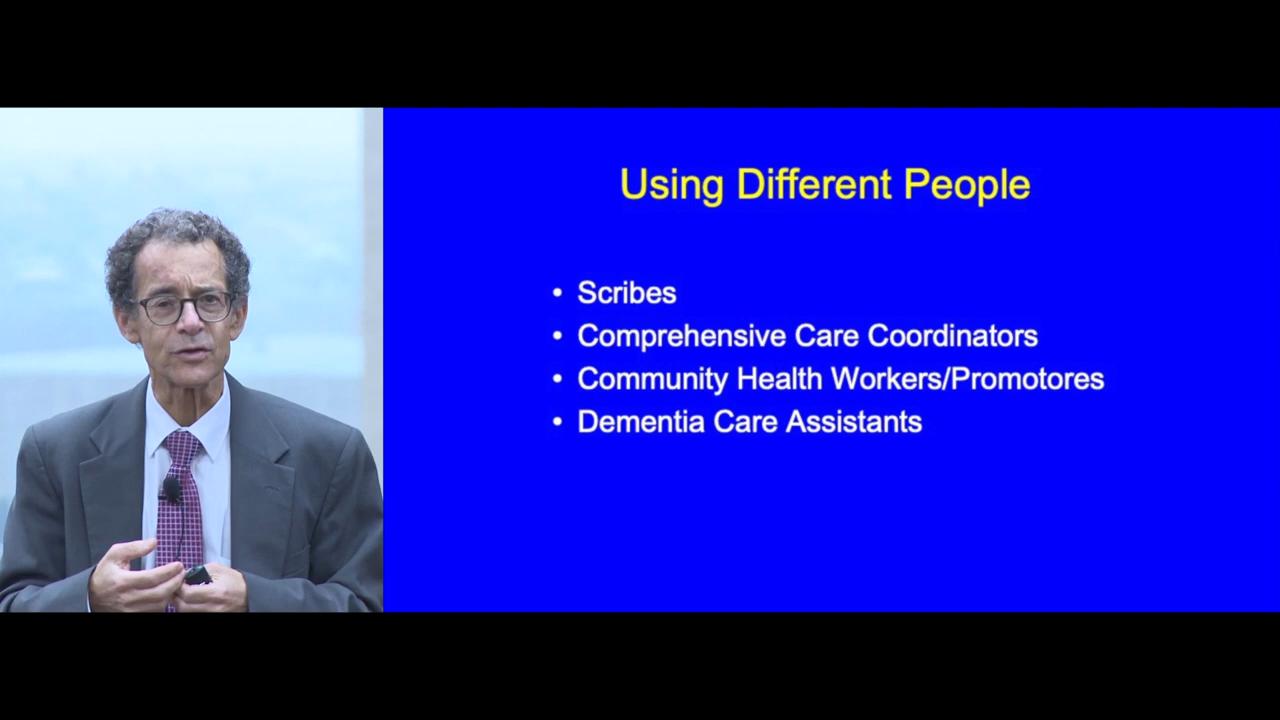 Using Different People
• Scribes
• Comprehensive Care Coordinators
• Community Health Workers/Promotores
• Dementia Care Assistants